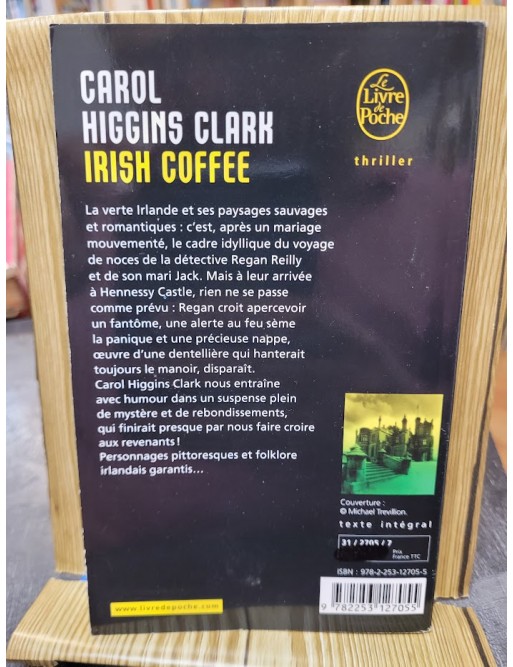 CAROL
HIGGINS CLARK
IRISH COFFEE
Le
Livre
de
Poche
thriller
La verte Irlande et ses paysages sauvages
et romantiques : c'est, après un mariage
mouvementé, le cadre idyllique du voyage
de noces de la détective Regan Reilly
et de son mari Jack. Mais à leur arrivée
à Hennessy Castle, rien ne se passe
comme prévu : Regan croit apercevoir
un fantôme, une alerte au feu sème
la panique et une précieuse nappe,
œuvre d'une dentellière qui hanterait
toujours le manoir, disparaît.
Carol Higgins Clark nous entraîne
avec humour dans un suspense plein
de mystère et de rebondissements,
qui finirait presque par nous faire croire
aux revenants !
Personnages pittoresques et folklore
irlandais garantis...
Couverture :
© Michael Trevillion.
texte intégral
31 / 2705 / 7
Prix
France TTC
ISBN : 978-2-253-12705-5
9 782253 127055
www.livredepoche.com